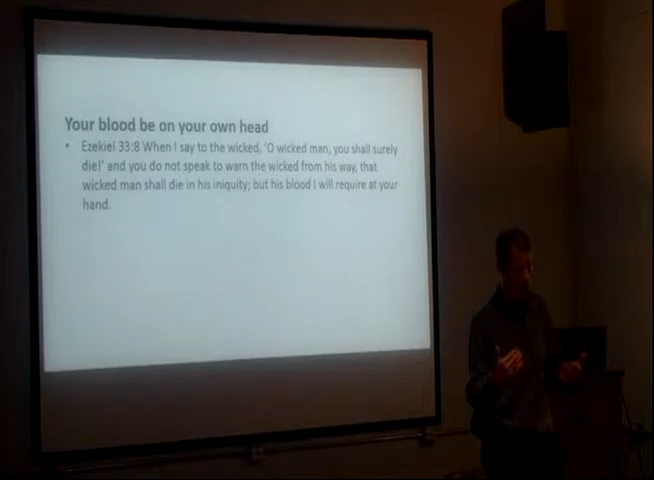 Your blood be on your own head
• Ezekiel 33:8 When I say to the wicked, 'O wicked man, you shall surely
die!' and you do not speak to warn the wicked from his way, that
wicked man shall die in his iniquity; but his blood I will require at your
hand.